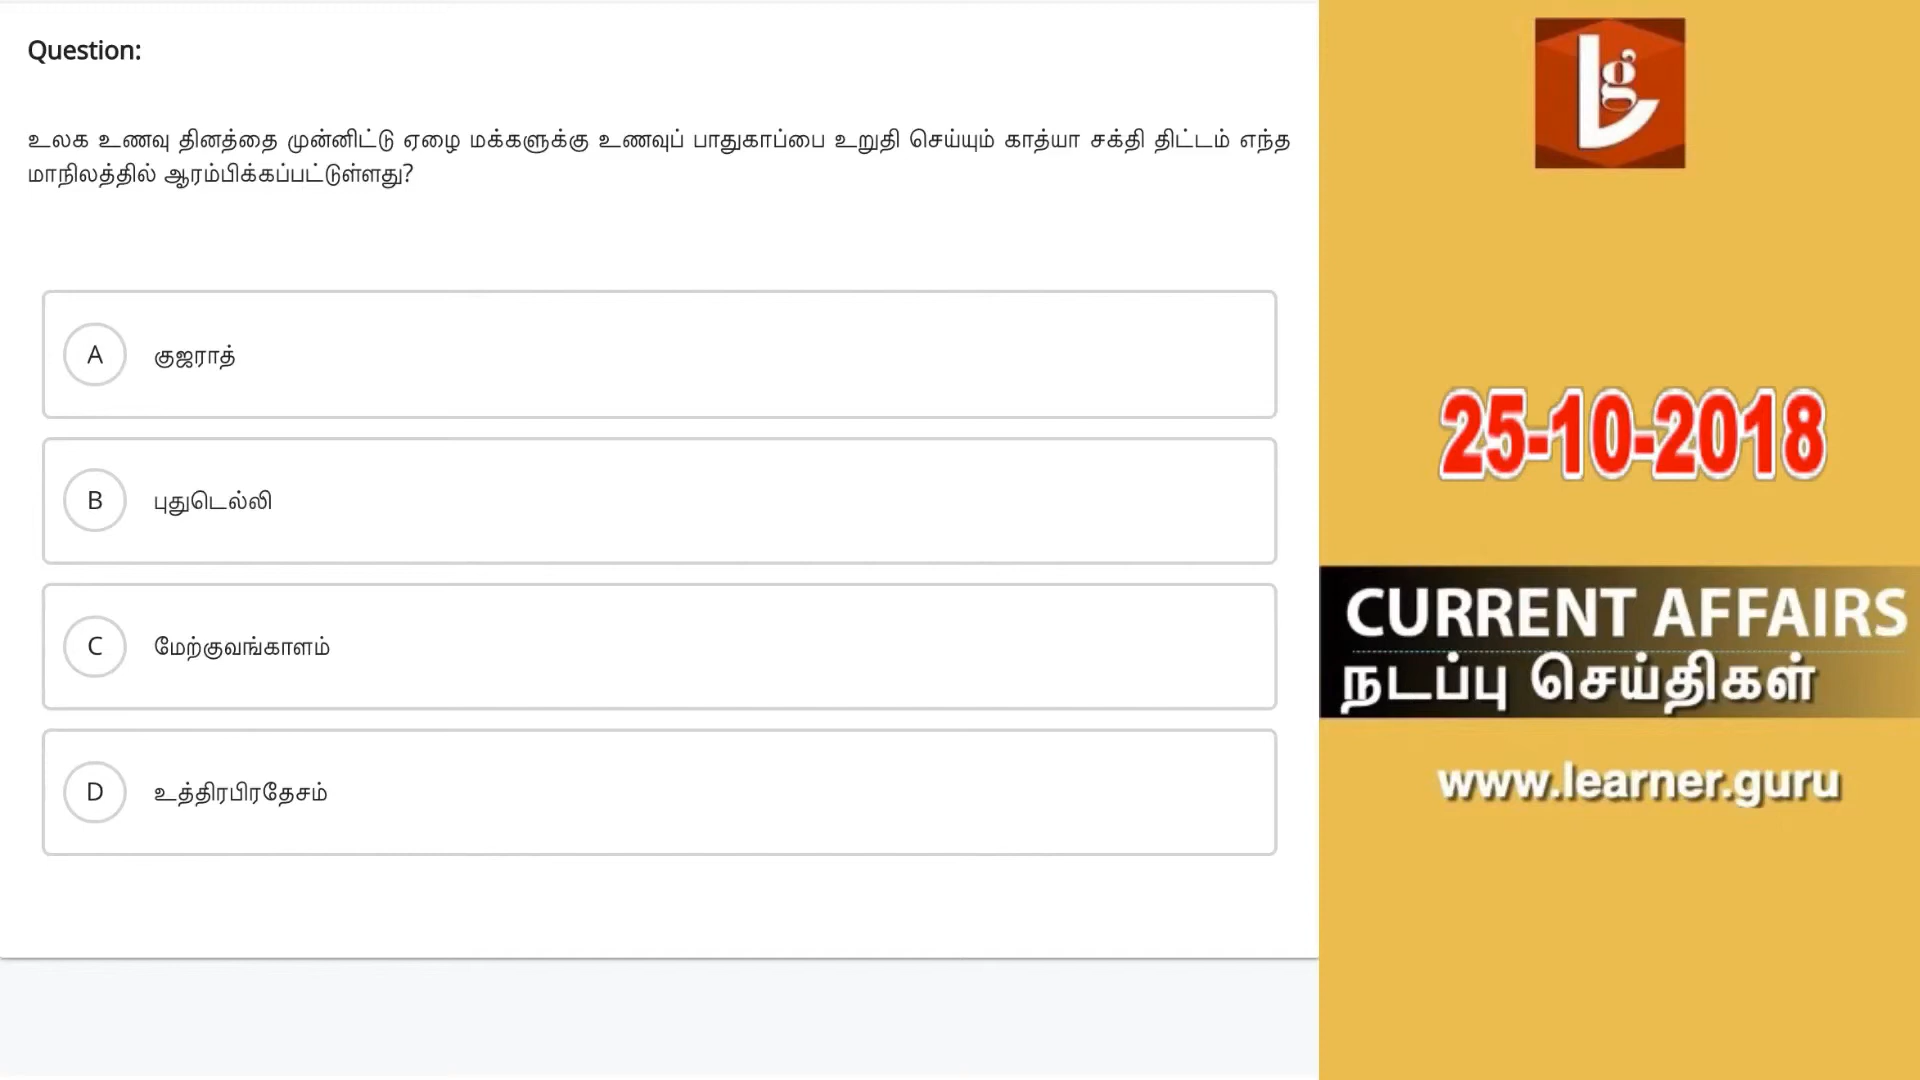 Question:
உலக உணவு தினத்தை முன்னிட்டு ஏழை மக்களுக்கு உணவுப் பாதுகாப்பை உறுதி செய்யும் காத்யா சக்தி திட்டம் எந்த
மாநிலத்தில் ஆரம்பிக்கப்பட்டுள்ளது?
A குஜராத்
B புதுடெல்லி
C மேற்குவங்காளம்
D உத்திரபிரதேசம்
Lg
25-10-2018
CURRENT AFFAIRS
நடப்பு செய்திகள்
www.learner.guru